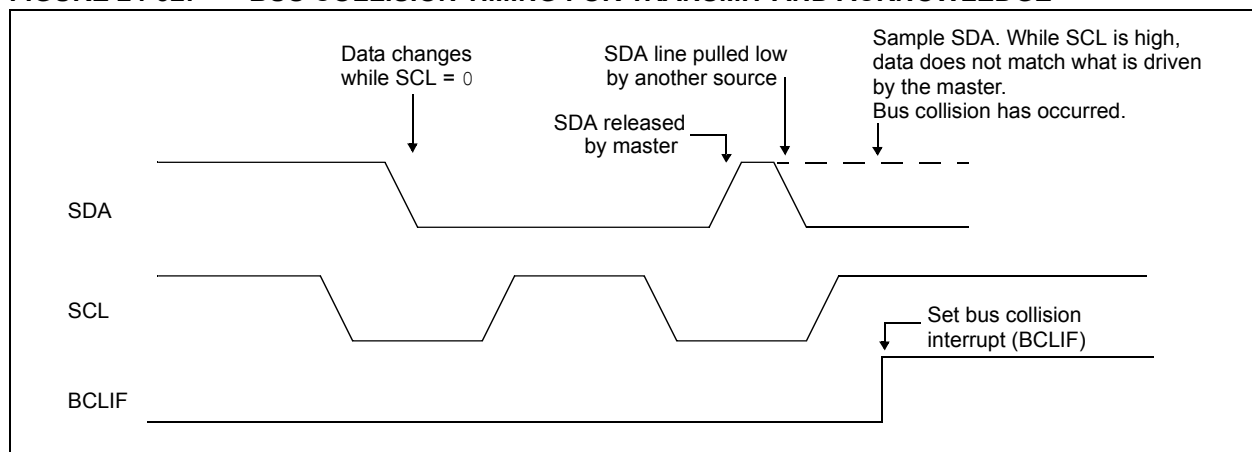 Data changes
while SCL = 0
SDA line pulled low
by another source
SDA released
by master
Sample SDA. While SCL is high,
data does not match what is driven
by the master.
Bus collision has occurred.
SDA
SCL
Set bus collision
interrupt (BCLIF)
BCLIF